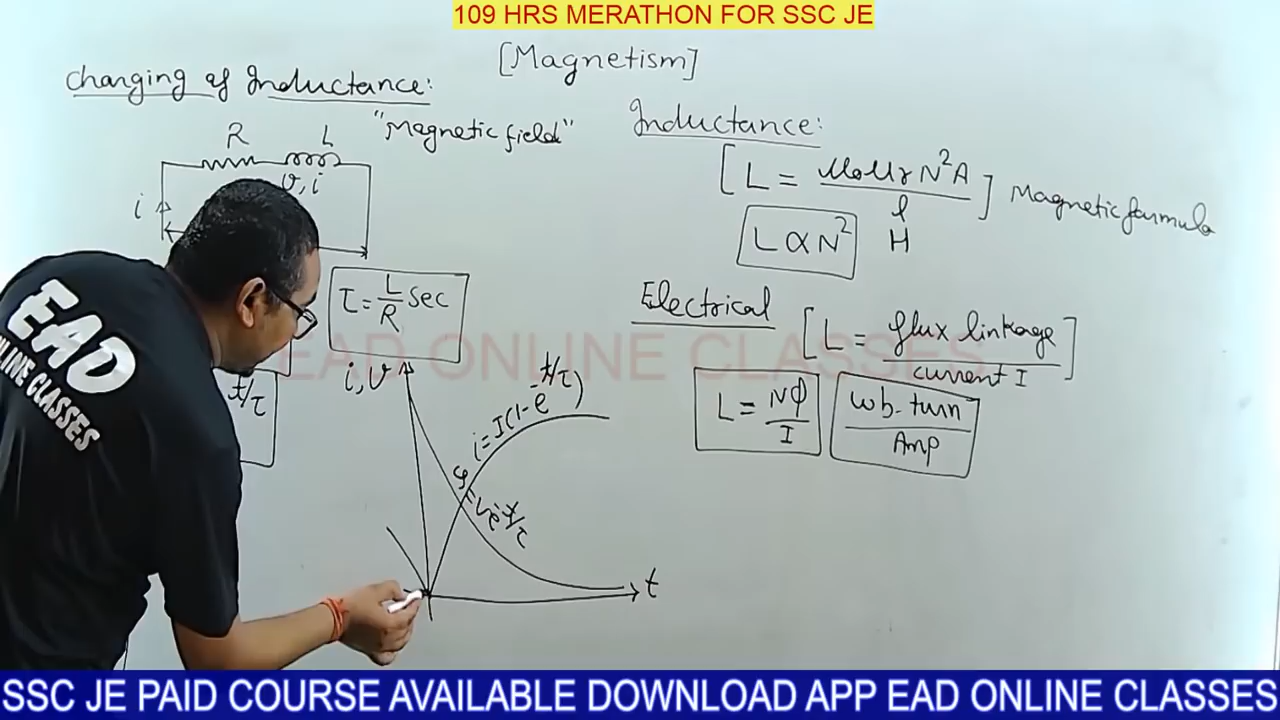 109 HRS MERATHON FOR SSC JE
[Magnetism]
Changing of Inductance:
"Magnetic field"
R L
v, i
i
τ = L/R sec
t/τ
i, v
i = I(1 - e^-t/τ)
v = Ve^-t/τ
t
Inductance:
[L = μ0μr N²A / l] Magnetic formula
H
L ∝ N²
Electrical [L = flux linkage / current I]
L = Nφ / I
wb-turn / Amp
EAD ONLINE CLASSES
EAD
ONLINE CLASSES
SSC JE PAID COURSE AVAILABLE DOWNLOAD APP EAD ONLINE CLASSES